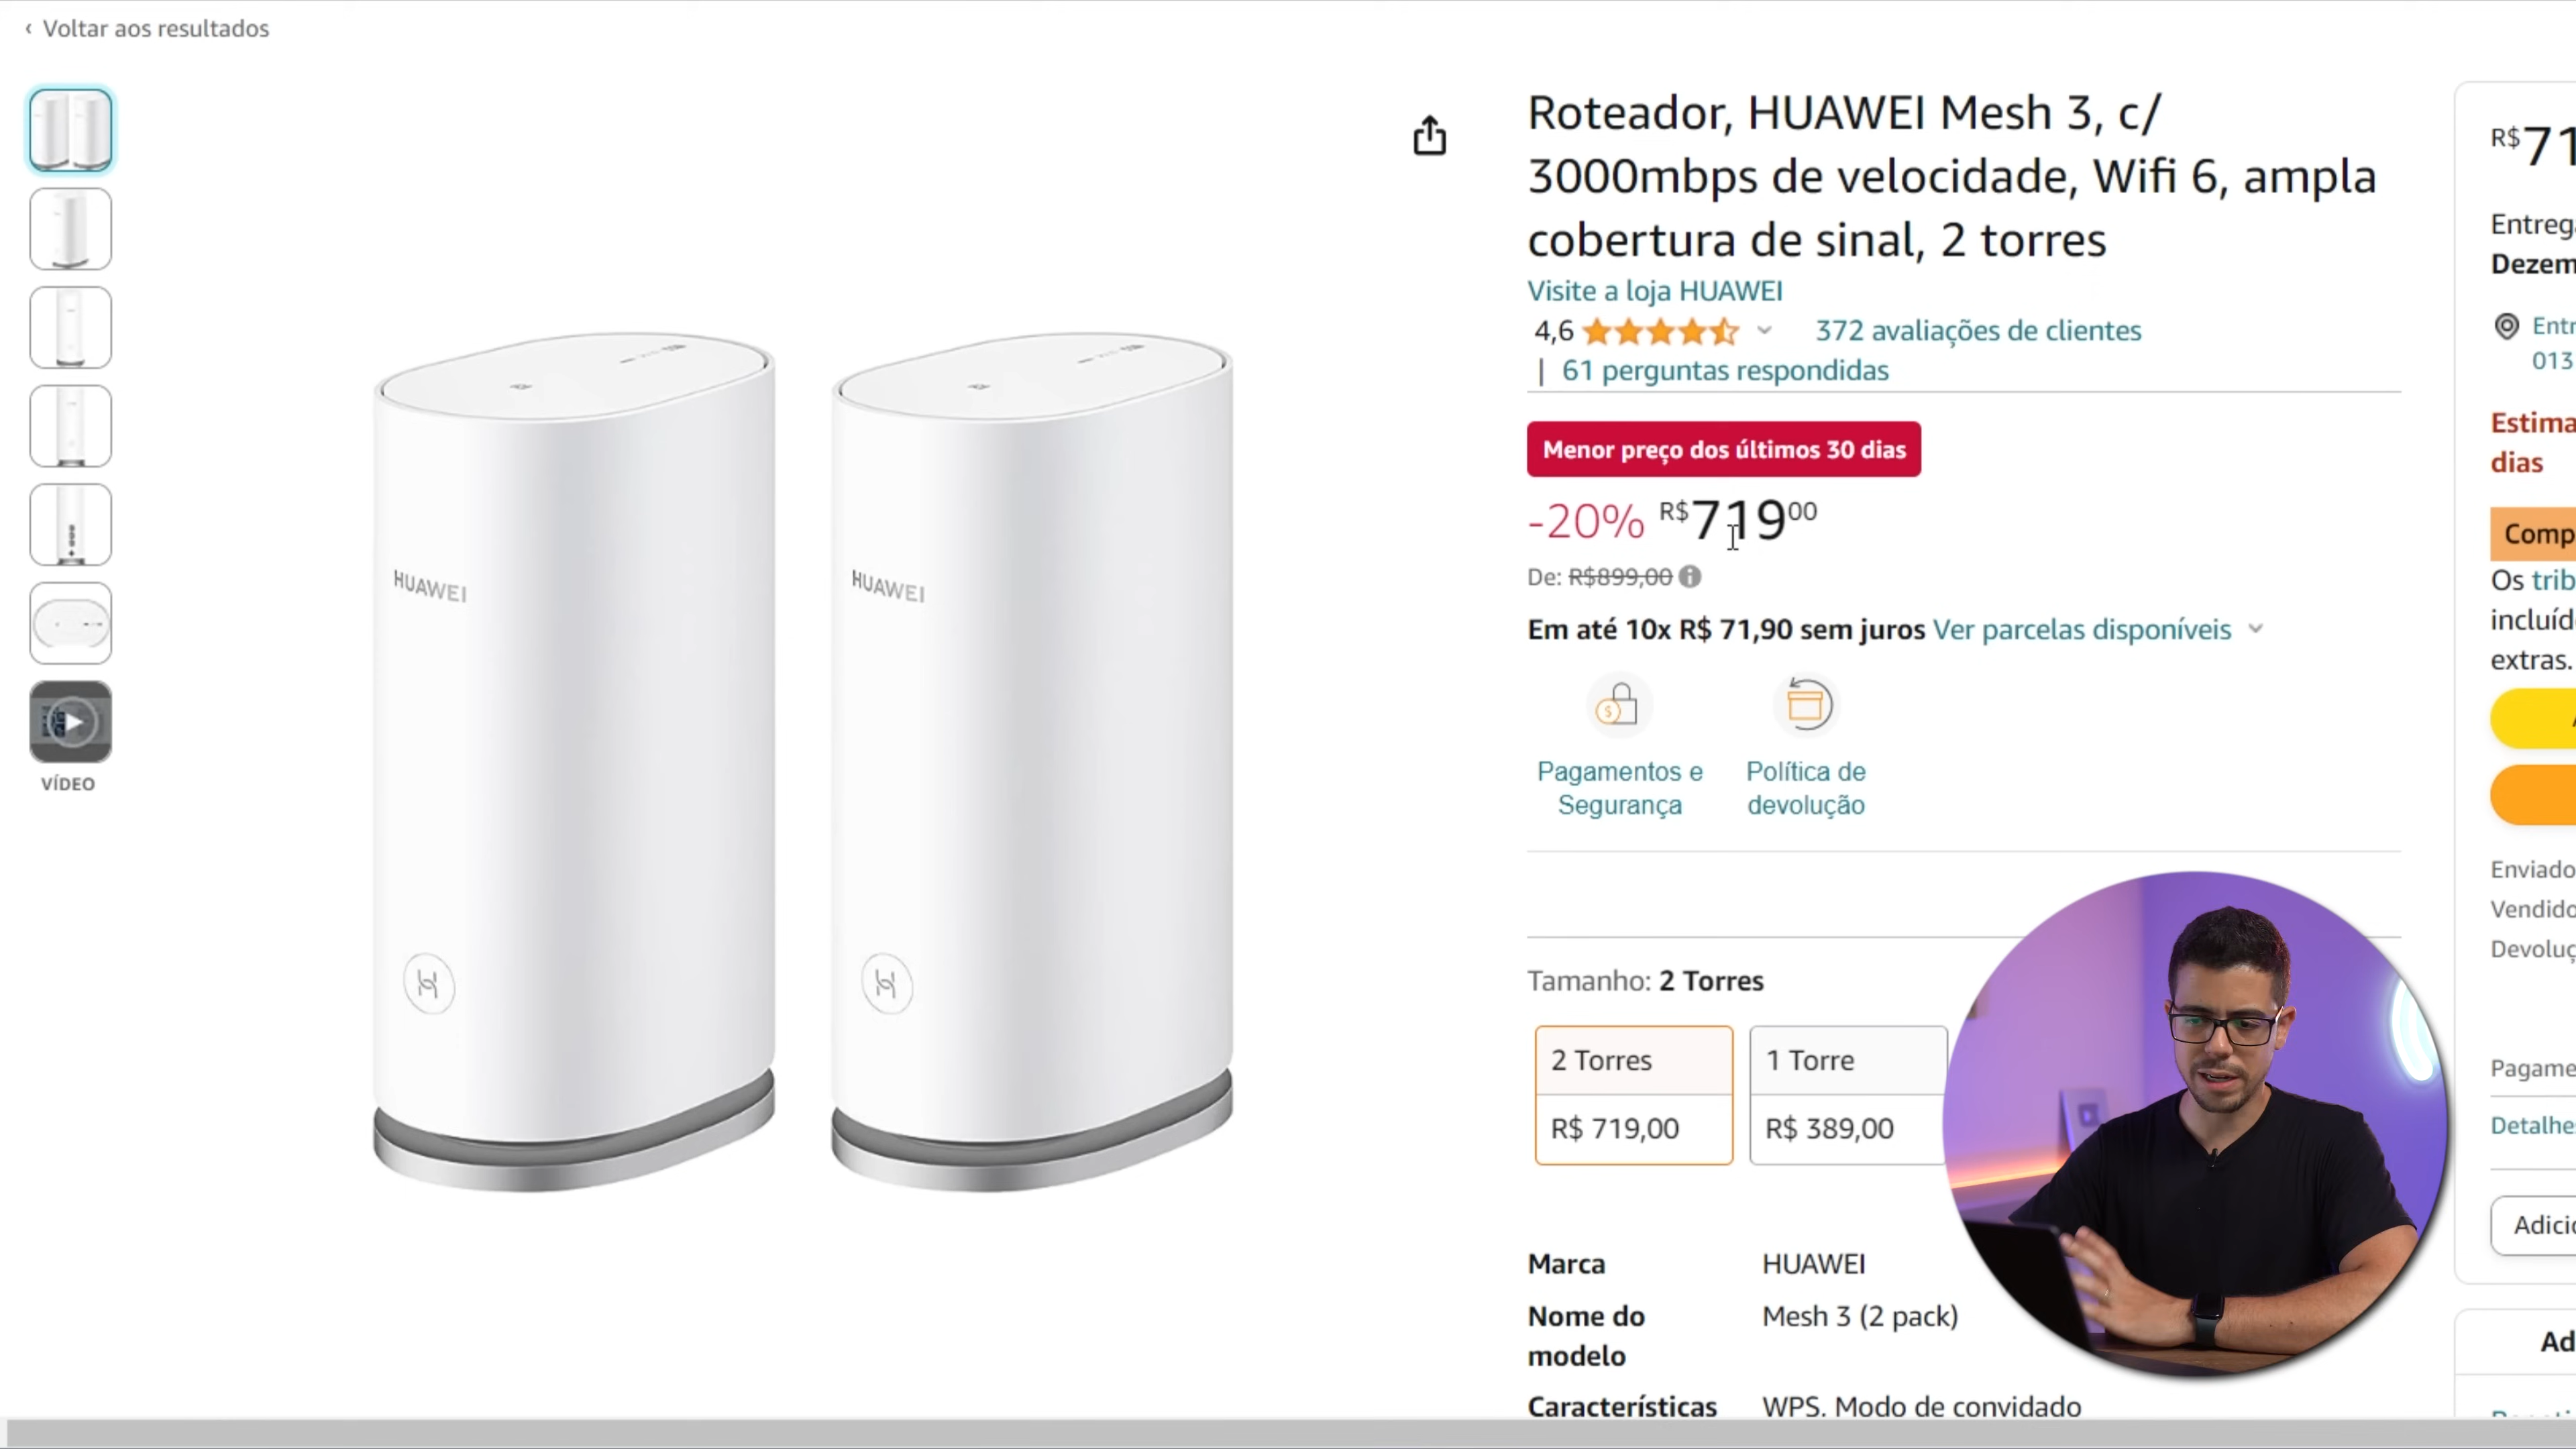 ‹ Voltar aos resultados
VÍDEO
HUAWEI
HUAWEI
Roteador, HUAWEI Mesh 3, c/
3000mbps de velocidade, Wifi 6, ampla
cobertura de sinal, 2 torres
Visite a loja HUAWEI
4,6 372 avaliações de clientes
| 61 perguntas respondidas
Menor preço dos últimos 30 dias
-20% R$71900
De: R$899,00
Em até 10x R$ 71,90 sem juros Ver parcelas disponíveis
Pagamentos e
Segurança
Política de
devolução
Tamanho: 2 Torres
2 Torres
R$ 719,00
1 Torre
R$ 389,00
Marca HUAWEI
Nome do Mesh 3 (2 pack)
modelo
Características WPS. Modo de convidado
R$71
Entreg
Dezem
Entr
013
Estima
dias
Comp
Os trib
incluíd
extras.
Enviado
Vendido
Devoluç
Pagame
Detalhe
Adici
Ad